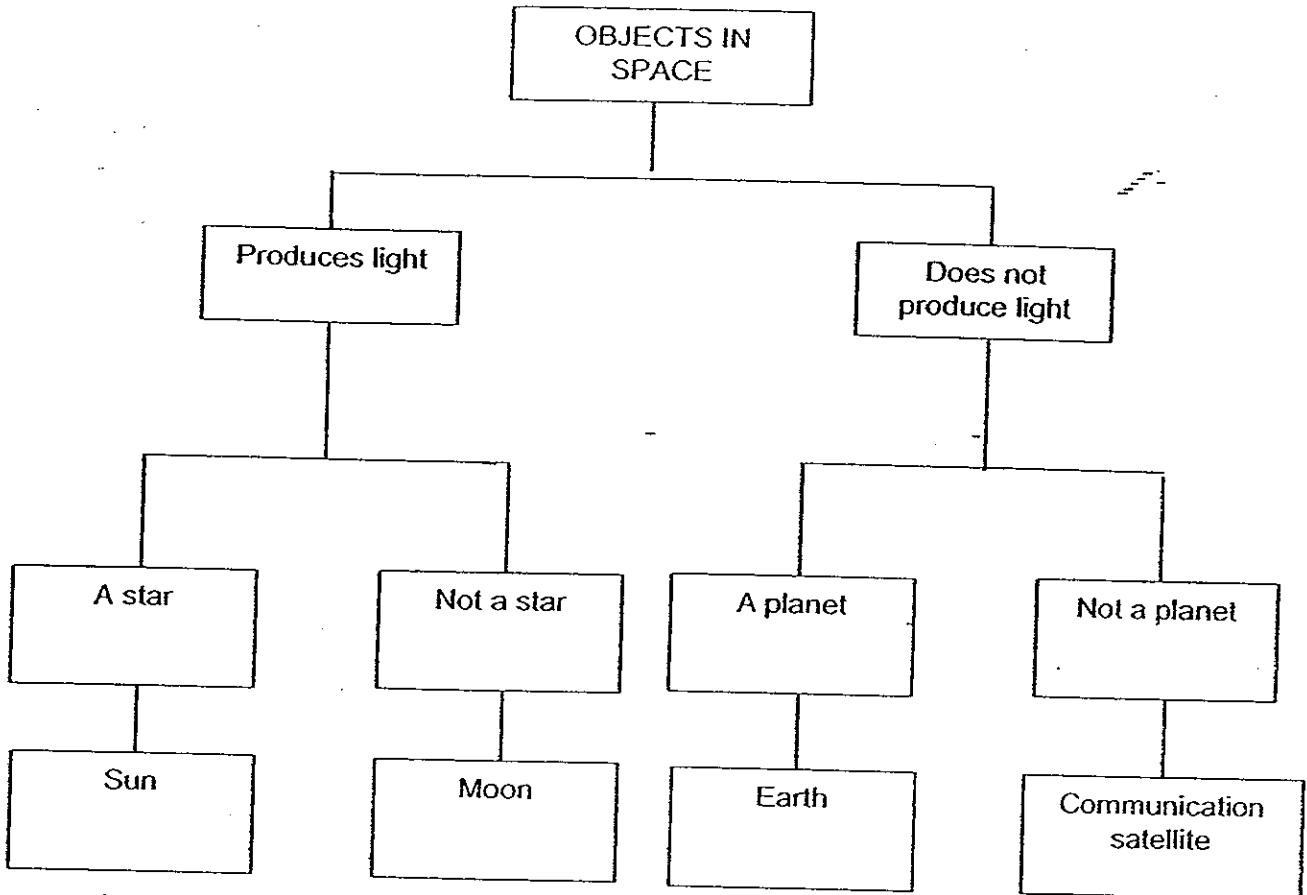 OBJECTS IN
SPACE
Produces light
Does not
produce light
A star
Not a star
A planet
Not a planet
Sun
Moon
Earth
Communication
satellite